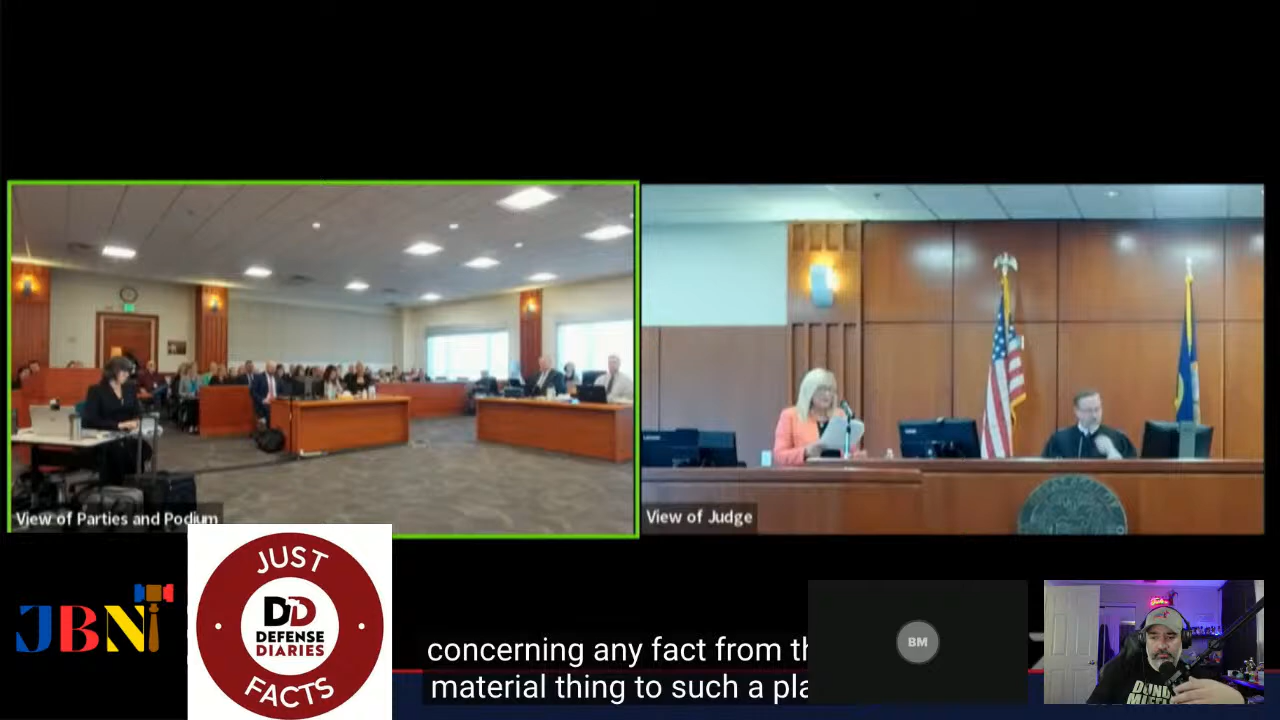 View of Parties and Podium
View of Judge
JBN
JUST
DD
DEFENSE
DIARIES
FACTS
concerning any fact from th
material thing to such a pla
BM